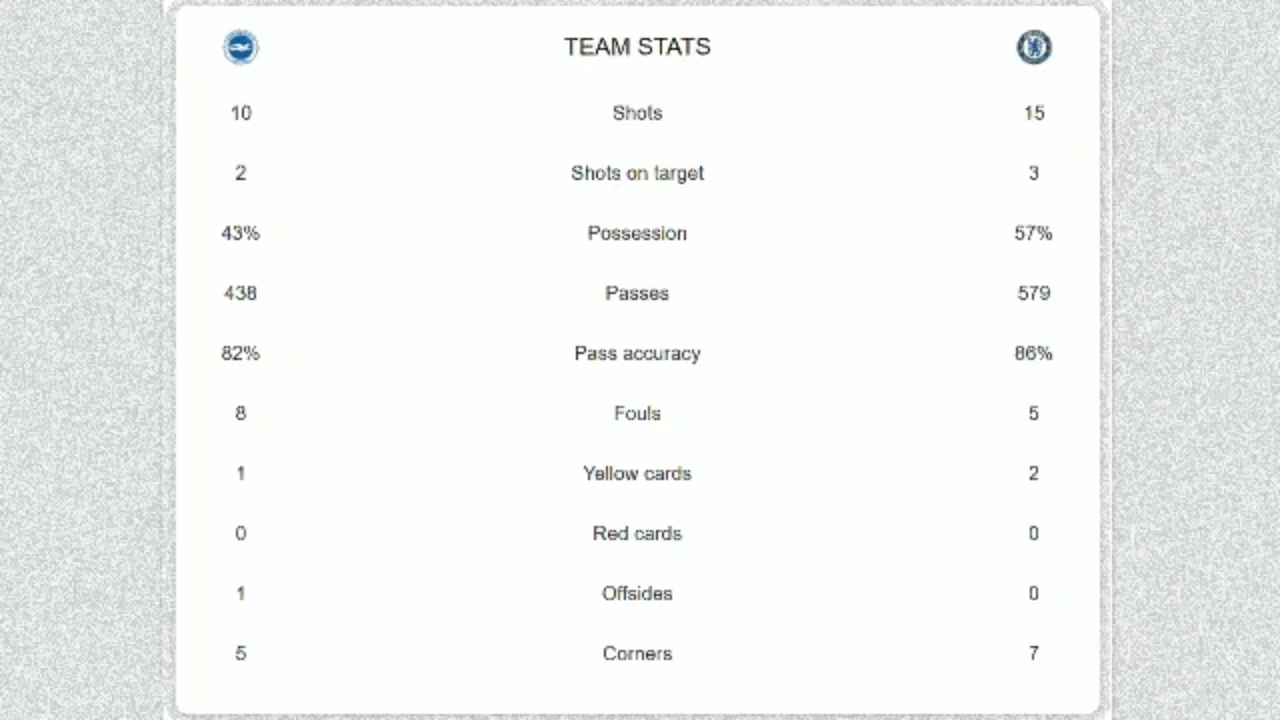 TEAM STATS
10 Shots 15
2 Shots on target 3
43% Possession 57%
438 Passes 579
82% Pass accuracy 86%
8 Fouls 5
1 Yellow cards 2
0 Red cards 0
1 Offsides 0
5 Corners 7